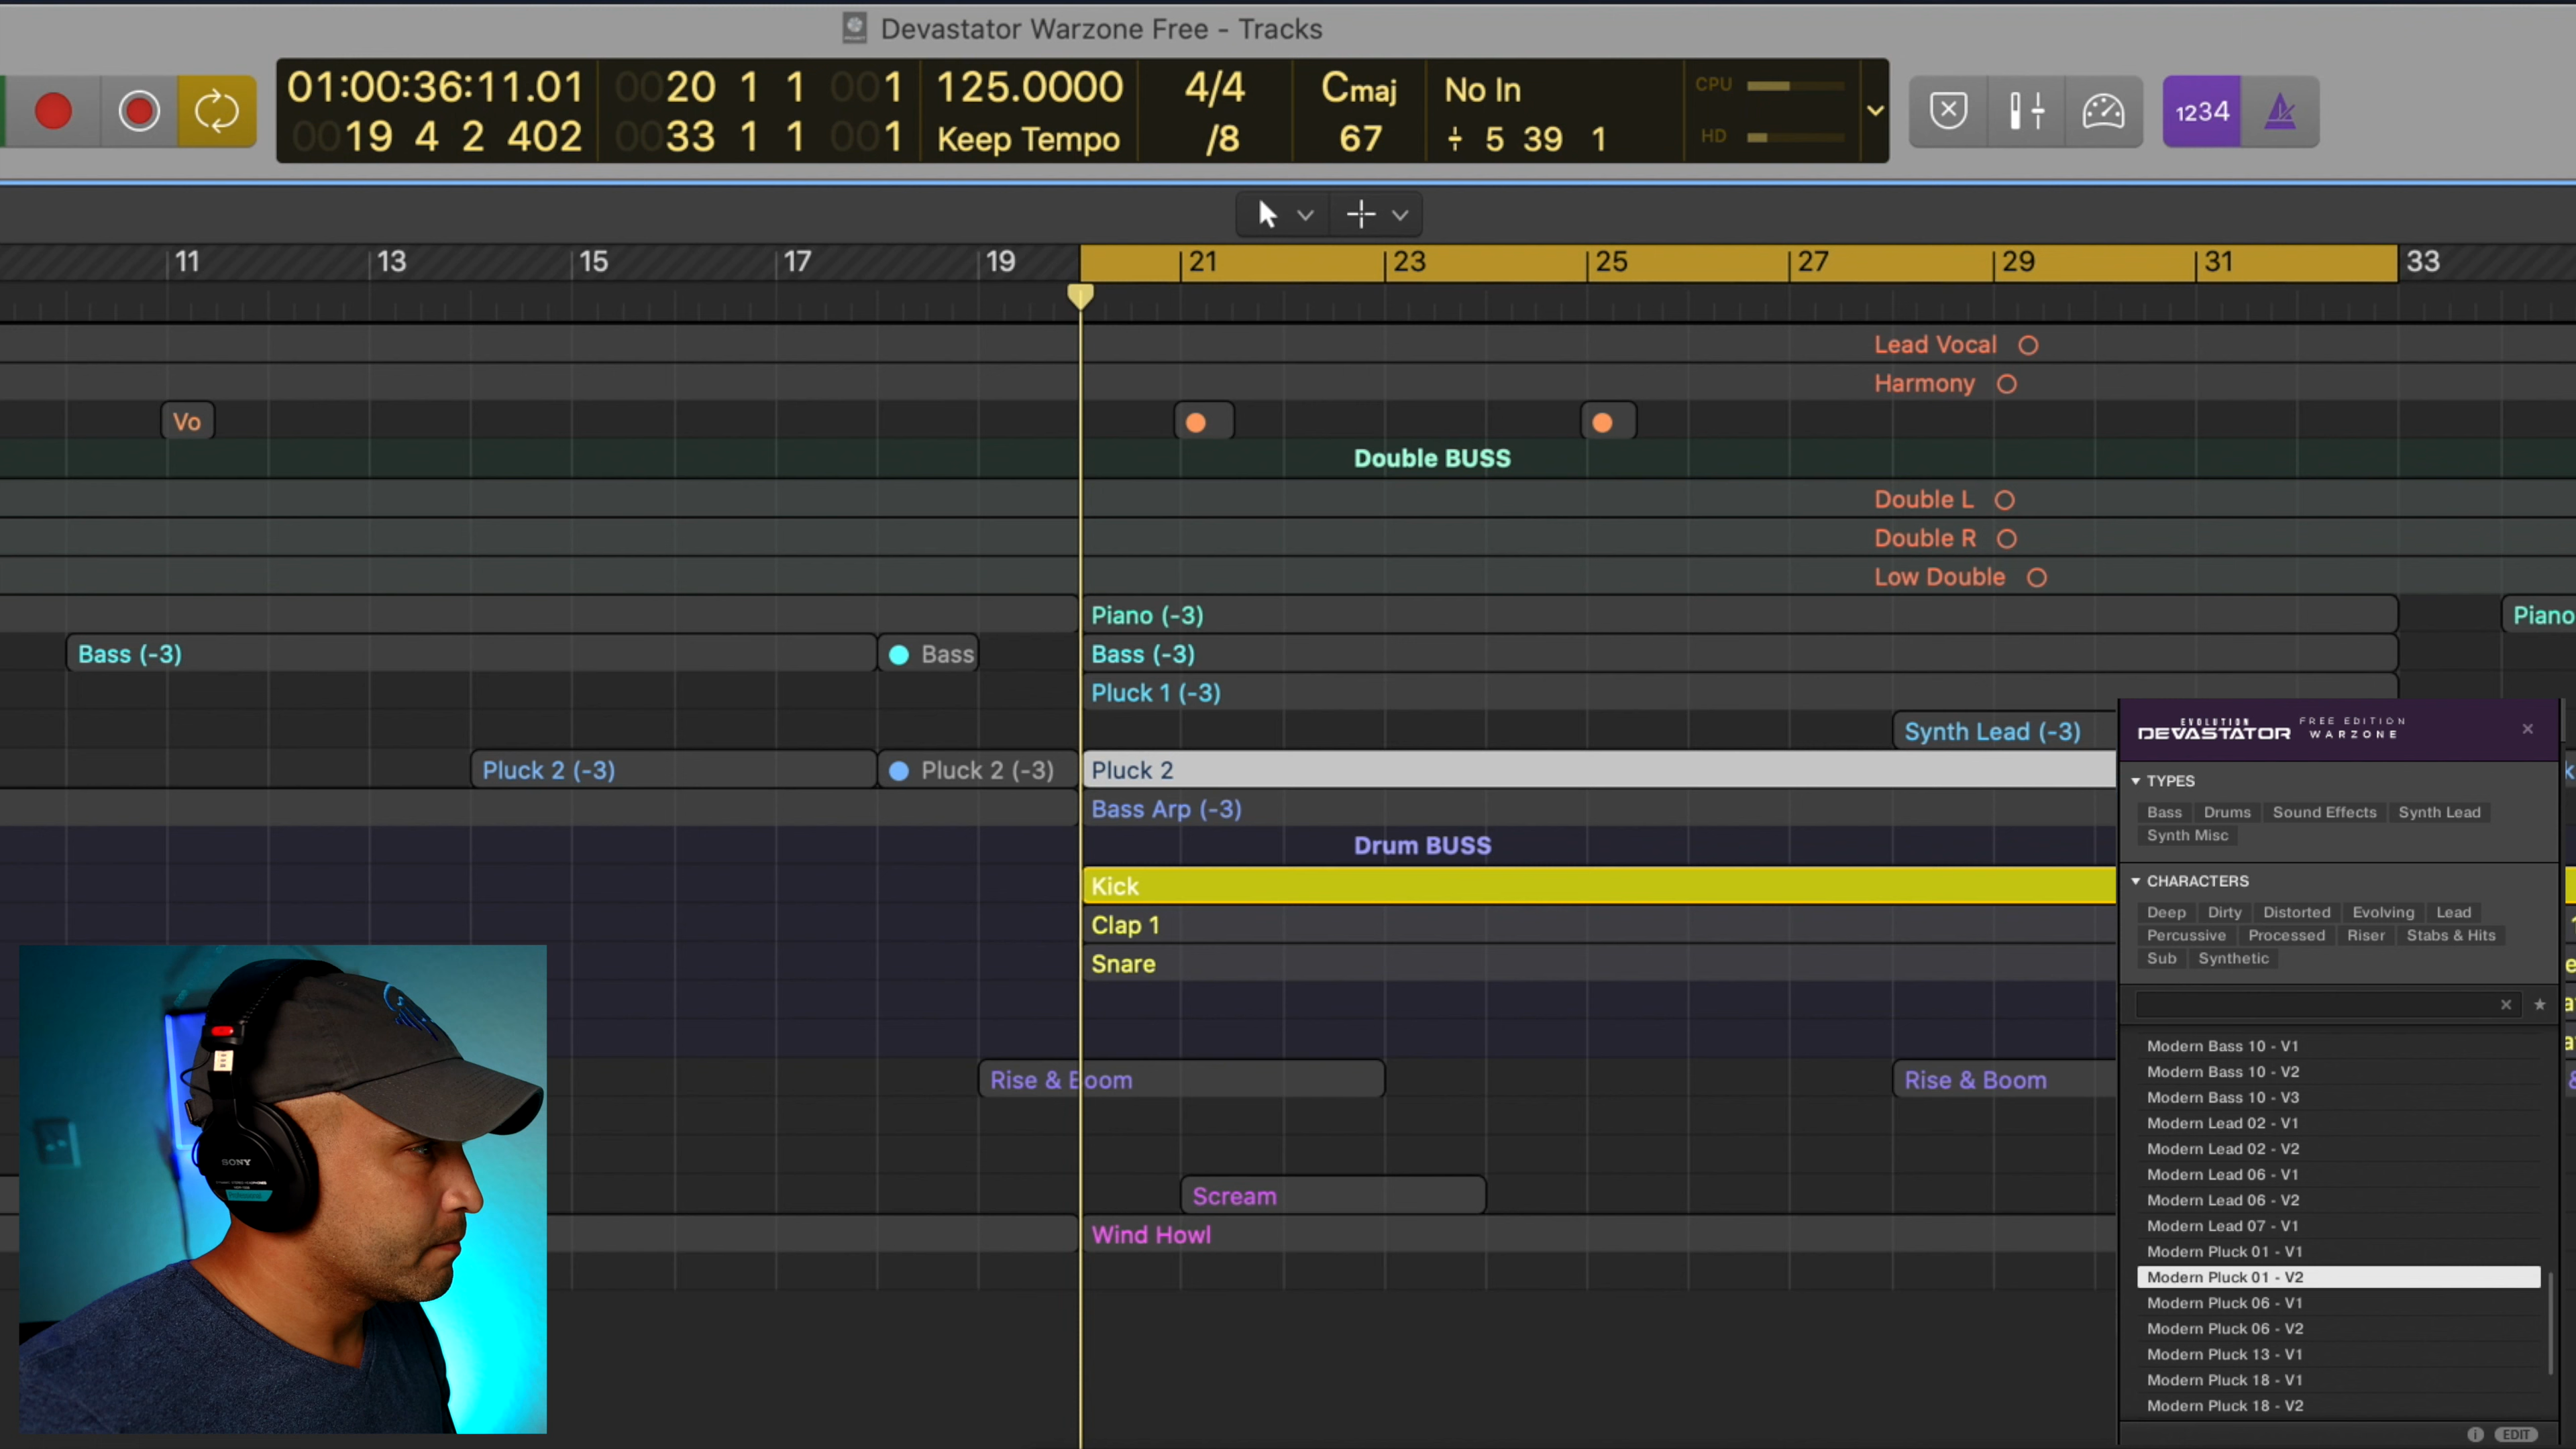 Devastator Warzone Free - Tracks
01:00:36:11.01
0019 4 2 402
0020 1 1 001
0033 1 1 001
125.0000
Keep Tempo
4/4
/8
Cmaj
67
No In
÷ 5 39 1
CPU
HD
1234
11 13 15 17 19 21 23 25 27 29 31 33
Lead Vocal
Harmony
Vo
Double BUSS
Double L
Double R
Low Double
Piano (-3)
Piano
Bass (-3)
Bass
Bass (-3)
Pluck 1 (-3)
Synth Lead (-3)
Pluck 2 (-3)
Pluck 2 (-3)
Pluck 2
Bass Arp (-3)
Drum BUSS
Kick
Clap 1
Snare
Rise & Boom
Rise & Boom
Scream
Wind Howl
EVOLUTION
DEVASTATOR
FREE EDITION
WARZONE
TYPES
Bass Drums Sound Effects Synth Lead
Synth Misc
CHARACTERS
Deep Dirty Distorted Evolving Lead
Percussive Processed Riser Stabs & Hits
Sub Synthetic
Modern Bass 10 - V1
Modern Bass 10 - V2
Modern Bass 10 - V3
Modern Lead 02 - V1
Modern Lead 02 - V2
Modern Lead 06 - V1
Modern Lead 06 - V2
Modern Lead 07 - V1
Modern Pluck 01 - V1
Modern Pluck 01 - V2
Modern Pluck 06 - V1
Modern Pluck 06 - V2
Modern Pluck 13 - V1
Modern Pluck 18 - V1
Modern Pluck 18 - V2
EDIT
SONY